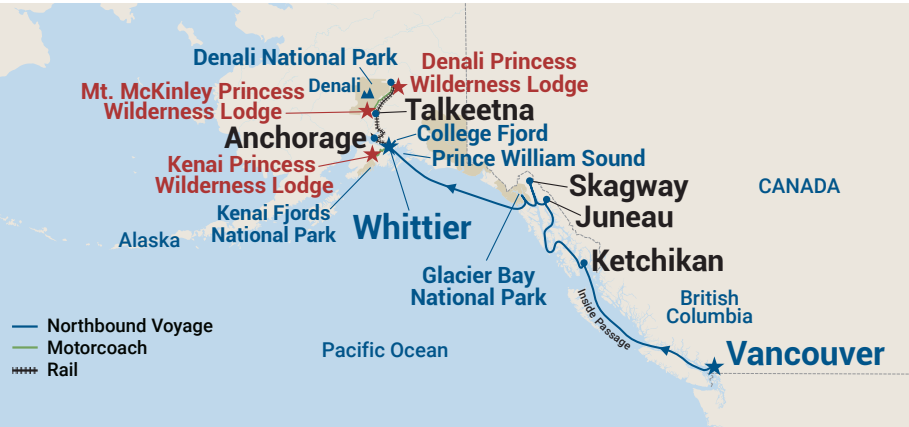 Denali National Park
Denali Princess
Wilderness Lodge
Denali
Mt. McKinley Princess
Wilderness Lodge
Talkeetna
Anchorage
College Fjord
Prince William Sound
Kenai Princess
Wilderness Lodge
Skagway
CANADA
Juneau
Kenai Fjords
National Park
Whittier
Alaska
Ketchikan
Glacier Bay
National Park
Inside Passage
British
Columbia
Northbound Voyage
Motorcoach
Rail
Pacific Ocean
Vancouver